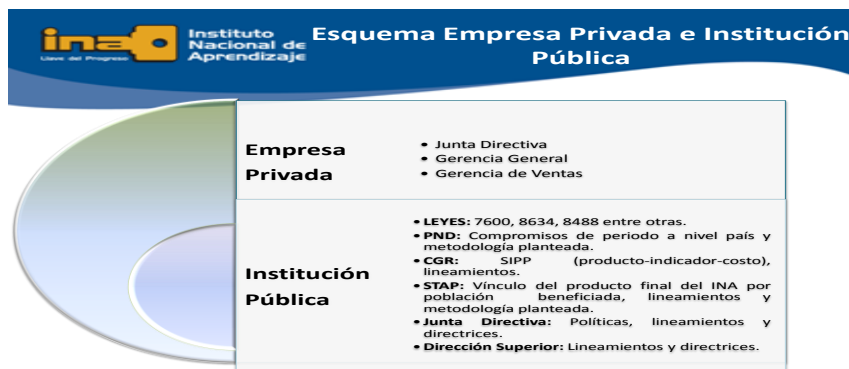 ina
Llave del Progreso
Instituto
Nacional de
Aprendizaje
Esquema Empresa Privada e Institución
Pública
Empresa
Privada
• Junta Directiva
• Gerencia General
• Gerencia de Ventas
Institución
Pública
• LEYES: 7600, 8634, 8488 entre otras.
• PND: Compromisos de periodo a nivel país y
metodología planteada.
• CGR: SIPP (producto-indicador-costo),
lineamientos.
• STAP: Vínculo del producto final del INA por
población beneficiada, lineamientos y
metodología planteada.
• Junta Directiva: Políticas, lineamientos y
directrices.
• Dirección Superior: Lineamientos y directrices.